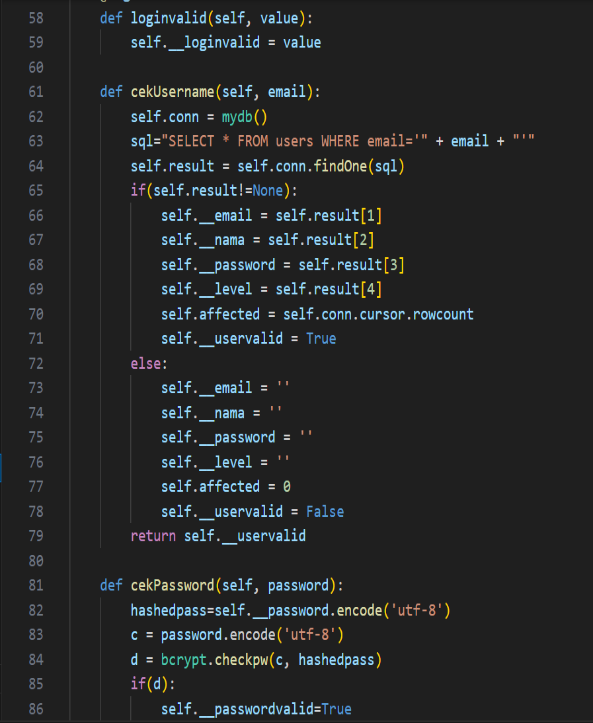 58 def loginvalid(self, value):
59 self.__loginvalid = value
60
61 def cekUsername(self, email):
62 self.conn = mydb()
63 sql="SELECT * FROM users WHERE email='" + email + "'"
64 self.result = self.conn.findOne(sql)
65 if(self.result!=None):
66 self.__email = self.result[1]
67 self.__nama = self.result[2]
68 self.__password = self.result[3]
69 self.__level = self.result[4]
70 self.affected = self.conn.cursor.rowcount
71 self.__uservalid = True
72 else:
73 self.__email = ''
74 self.__nama = ''
75 self.__password = ''
76 self.__level = ''
77 self.affected = 0
78 self.__uservalid = False
79 return self.__uservalid
80
81 def cekPassword(self, password):
82 hashedpass=self.__password.encode('utf-8')
83 c = password.encode('utf-8')
84 d = bcrypt.checkpw(c, hashedpass)
85 if(d):
86 self.__passwordvalid=True